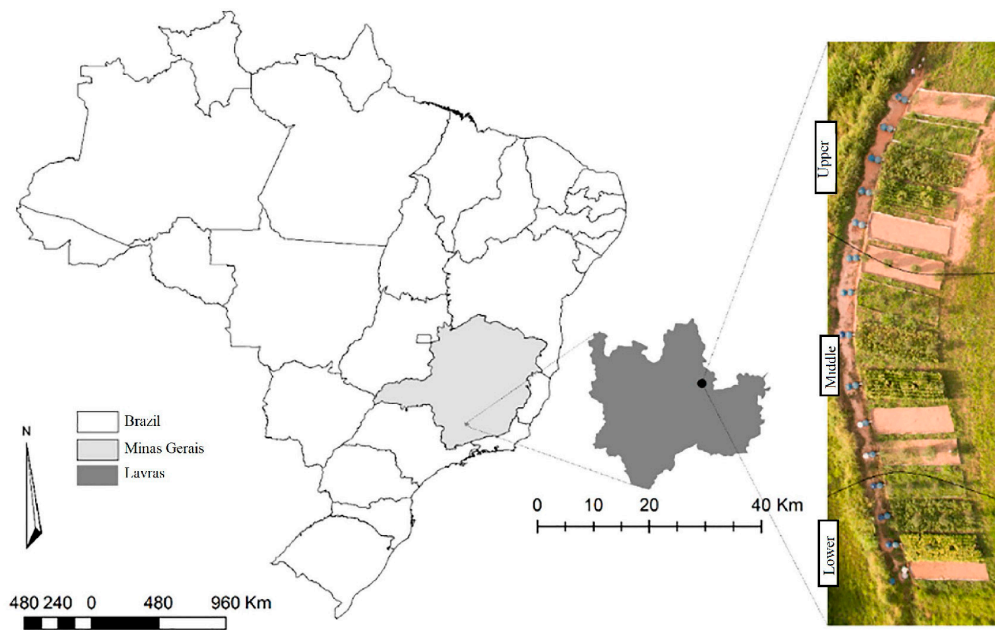 N
Brazil
Minas Gerais
Lavras
480 240 0 480 960 Km
0 10 20 40 Km
Upper
Middle
Lower